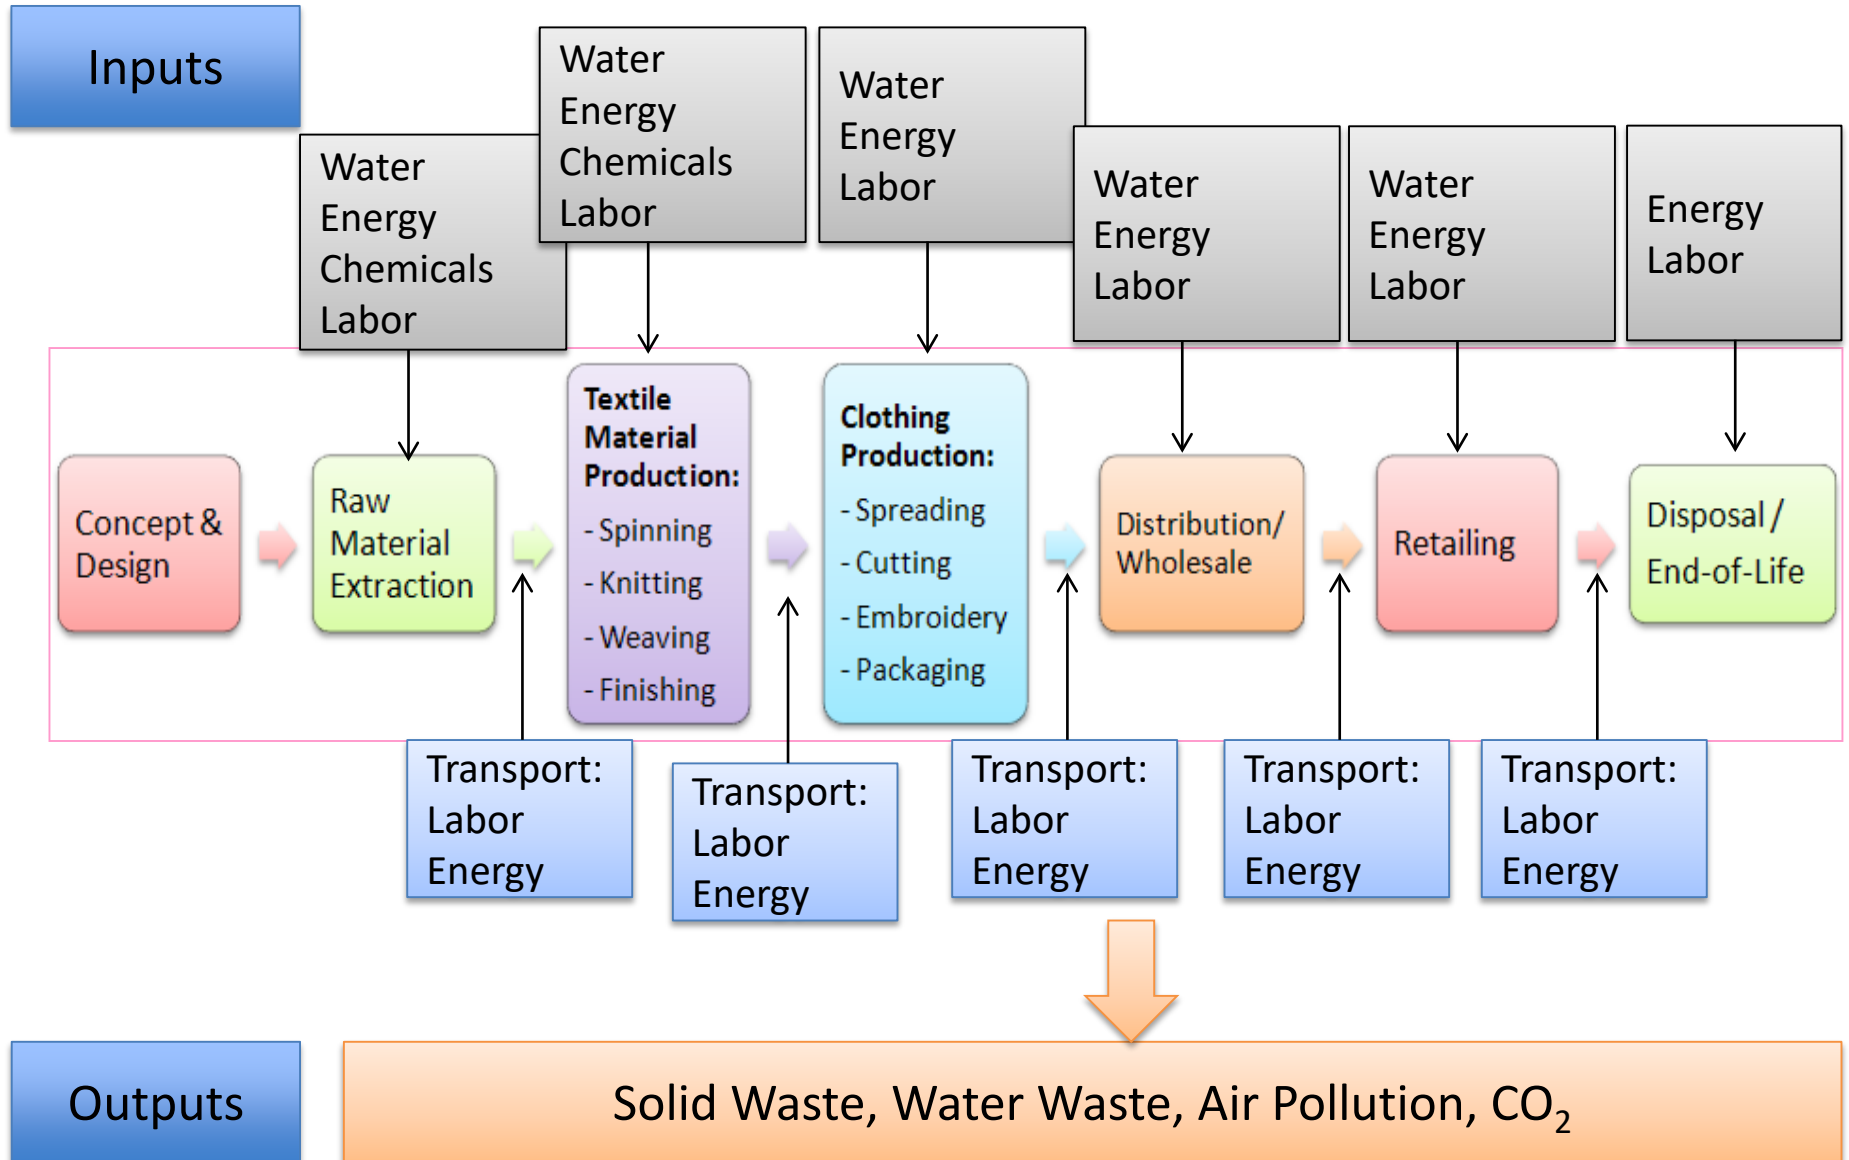 Inputs
Water
Energy
Chemicals
Labor
Water
Energy
Chemicals
Labor
Water
Energy
Labor
Water
Energy
Labor
Water
Energy
Labor
Energy
Labor
Concept &
Design
Raw
Material
Extraction
Textile
Material
Production:
- Spinning
- Knitting
- Weaving
- Finishing
Clothing
Production:
- Spreading
- Cutting
- Embroidery
- Packaging
Distribution/
Wholesale
Retailing
Disposal /
End-of-Life
Transport:
Labor
Energy
Transport:
Labor
Energy
Transport:
Labor
Energy
Transport:
Labor
Energy
Transport:
Labor
Energy
Outputs
Solid Waste, Water Waste, Air Pollution, CO₂